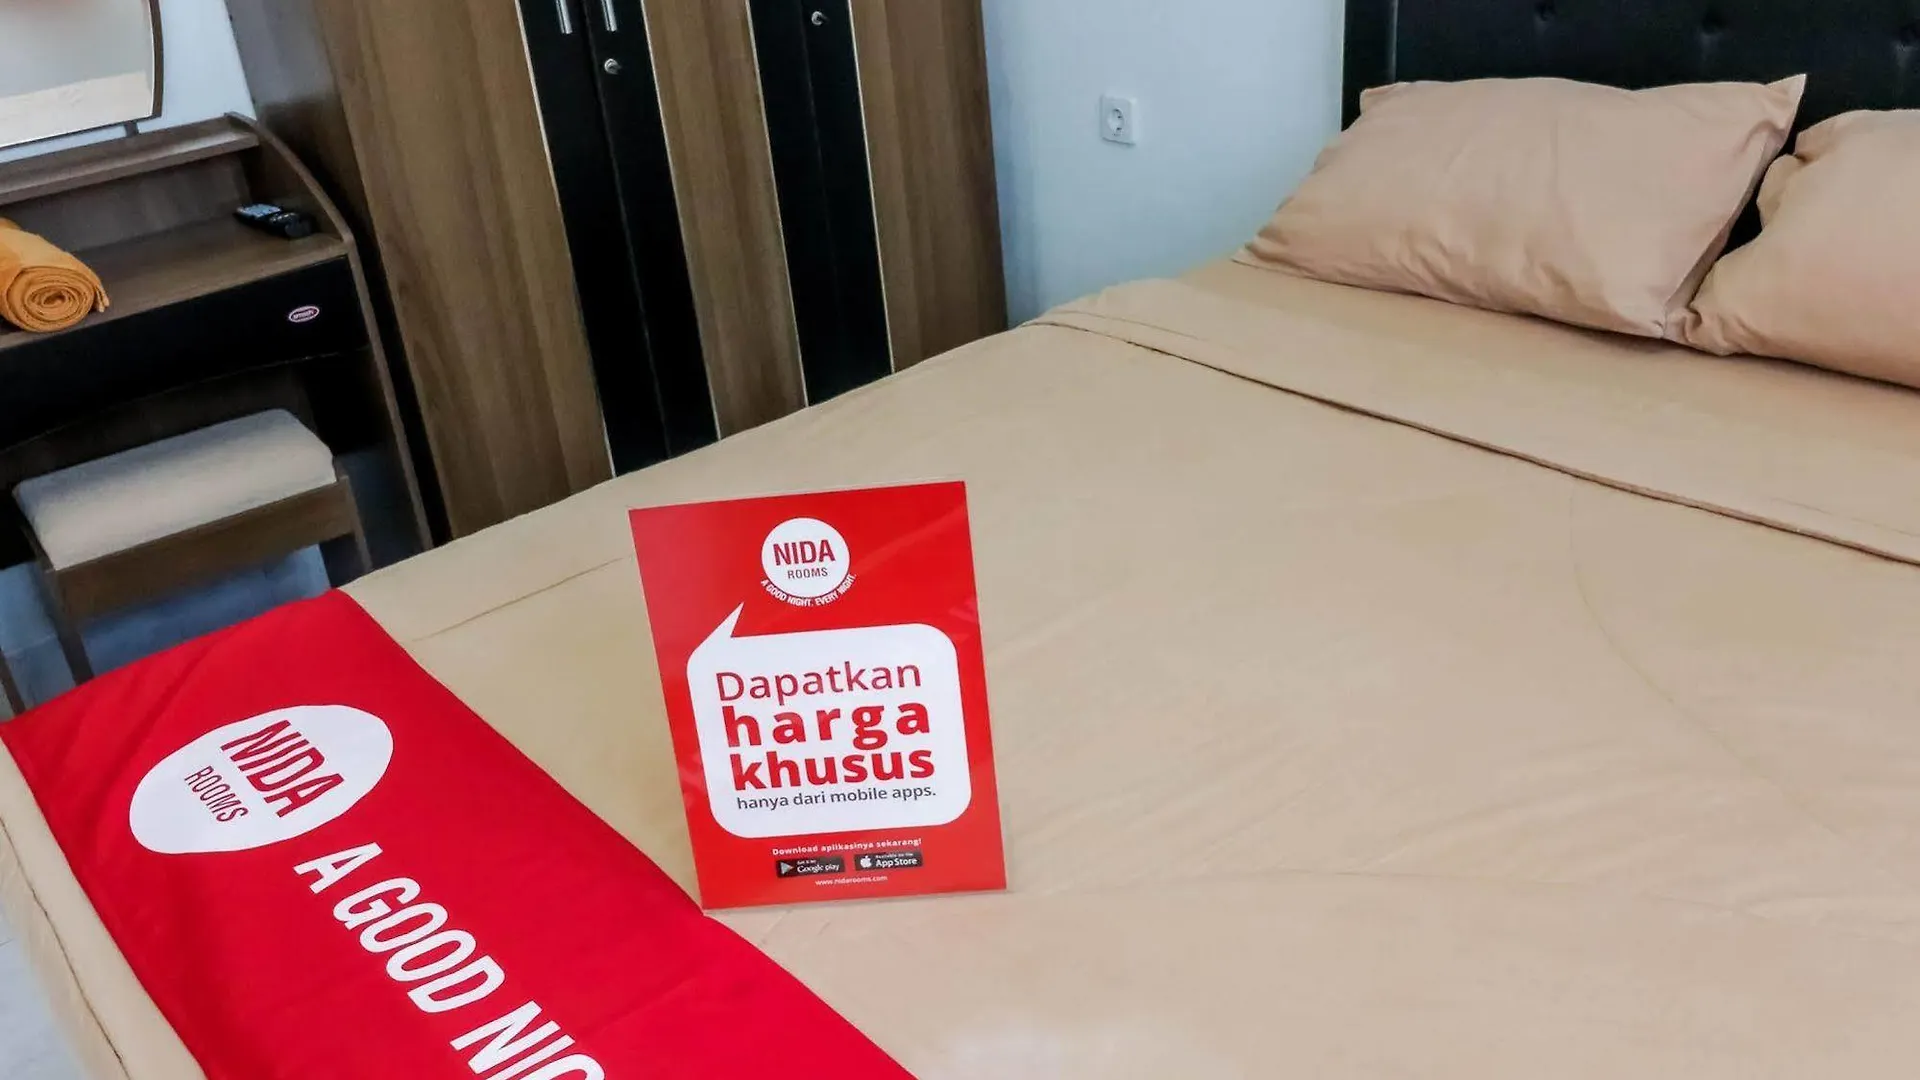 NIDA
ROOMS
A GOOD NIGHT. EVERY NIGHT.
Dapatkan
harga
khusus
hanya dari mobile apps.
Download aplikasinya sekarang!
Google play
App Store
www.nidarooms.com
NIDA
ROOMS
A GOOD NIG